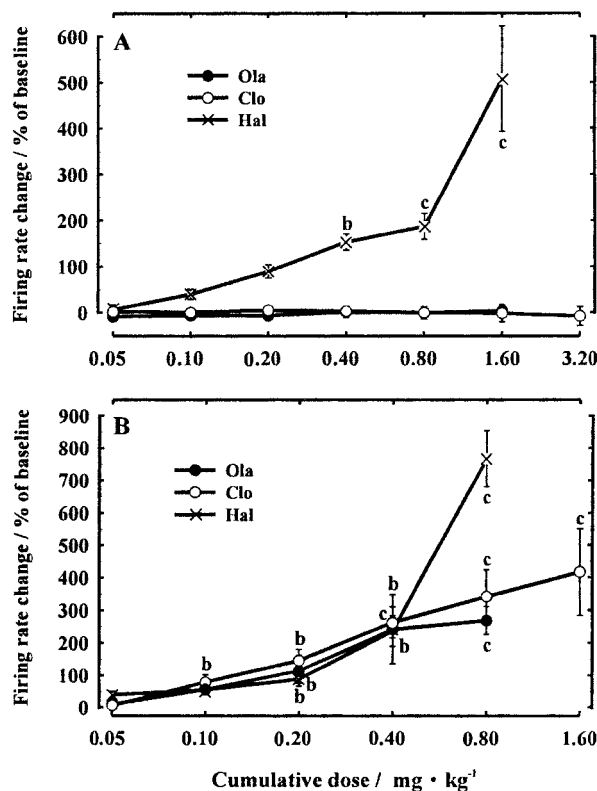 A
Firing rate change / % of baseline
600
500
400
300
200
100
0
Ola
Clo
Hal
b
c
c
0.05 0.10 0.20 0.40 0.80 1.60 3.20
B
Firing rate change / % of baseline
900
800
700
600
500
400
300
200
100
0
Ola
Clo
Hal
b
b
b
b
b
c
b
c
c
c
c
0.05 0.10 0.20 0.40 0.80 1.60
Cumulative dose / mg · kg⁻¹